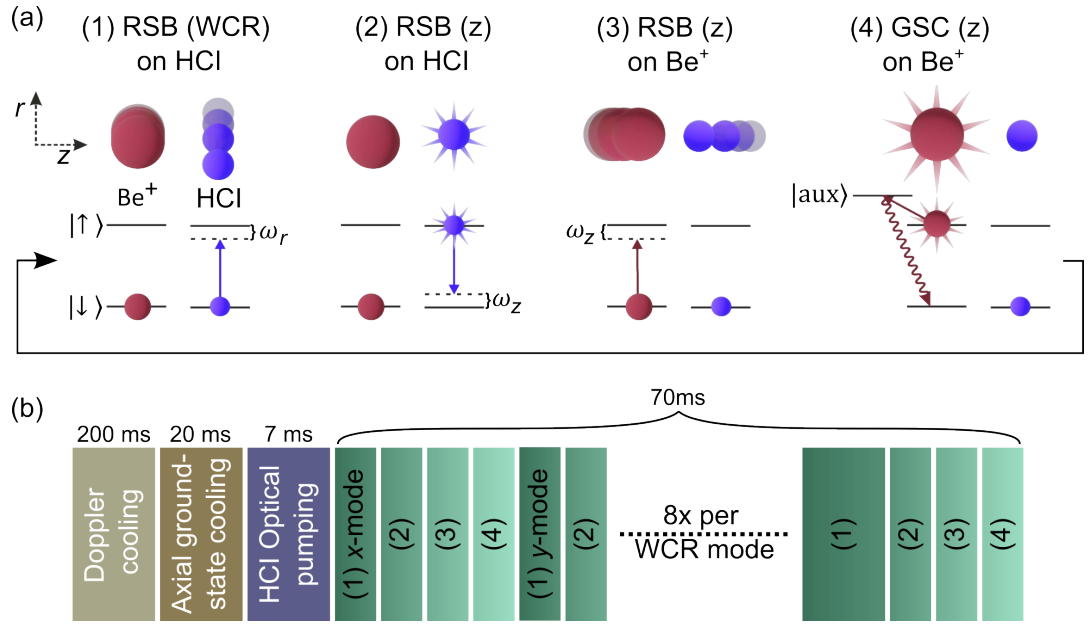 (a)
(1) RSB (WCR)
on HCI
(2) RSB (z)
on HCI
(3) RSB (z)
on Be⁺
(4) GSC (z)
on Be⁺
r
z
Be⁺
HCI
|aux⟩
|↑⟩
ωᵣ
ω_z
|↓⟩
ω_z
(b)
70ms
200 ms
20 ms
7 ms
Doppler
cooling
Axial ground-
state cooling
HCI Optical
pumping
(1) x-mode
(2)
(3)
(4)
(1) y-mode
(2)
8x per
WCR mode
(1)
(2)
(3)
(4)